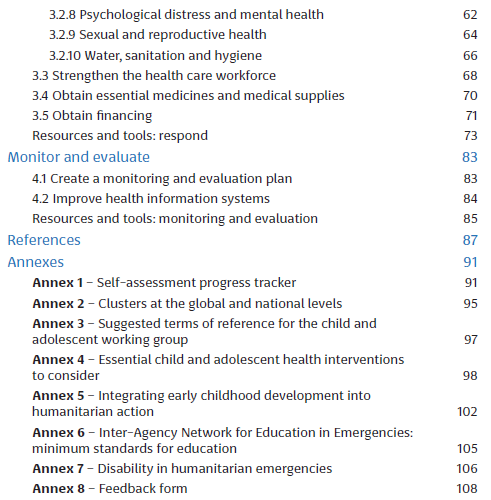 3.2.8 Psychological distress and mental health 62
3.2.9 Sexual and reproductive health 64
3.2.10 Water, sanitation and hygiene 66
3.3 Strengthen the health care workforce 68
3.4 Obtain essential medicines and medical supplies 70
3.5 Obtain financing 71
Resources and tools: respond 73
Monitor and evaluate 83
4.1 Create a monitoring and evaluation plan 83
4.2 Improve health information systems 84
Resources and tools: monitoring and evaluation 85
References 87
Annexes 91
Annex 1 – Self-assessment progress tracker 91
Annex 2 – Clusters at the global and national levels 95
Annex 3 – Suggested terms of reference for the child and
adolescent working group 97
Annex 4 – Essential child and adolescent health interventions
to consider 98
Annex 5 – Integrating early childhood development into
humanitarian action 102
Annex 6 – Inter-Agency Network for Education in Emergencies:
minimum standards for education 105
Annex 7 – Disability in humanitarian emergencies 106
Annex 8 – Feedback form 108